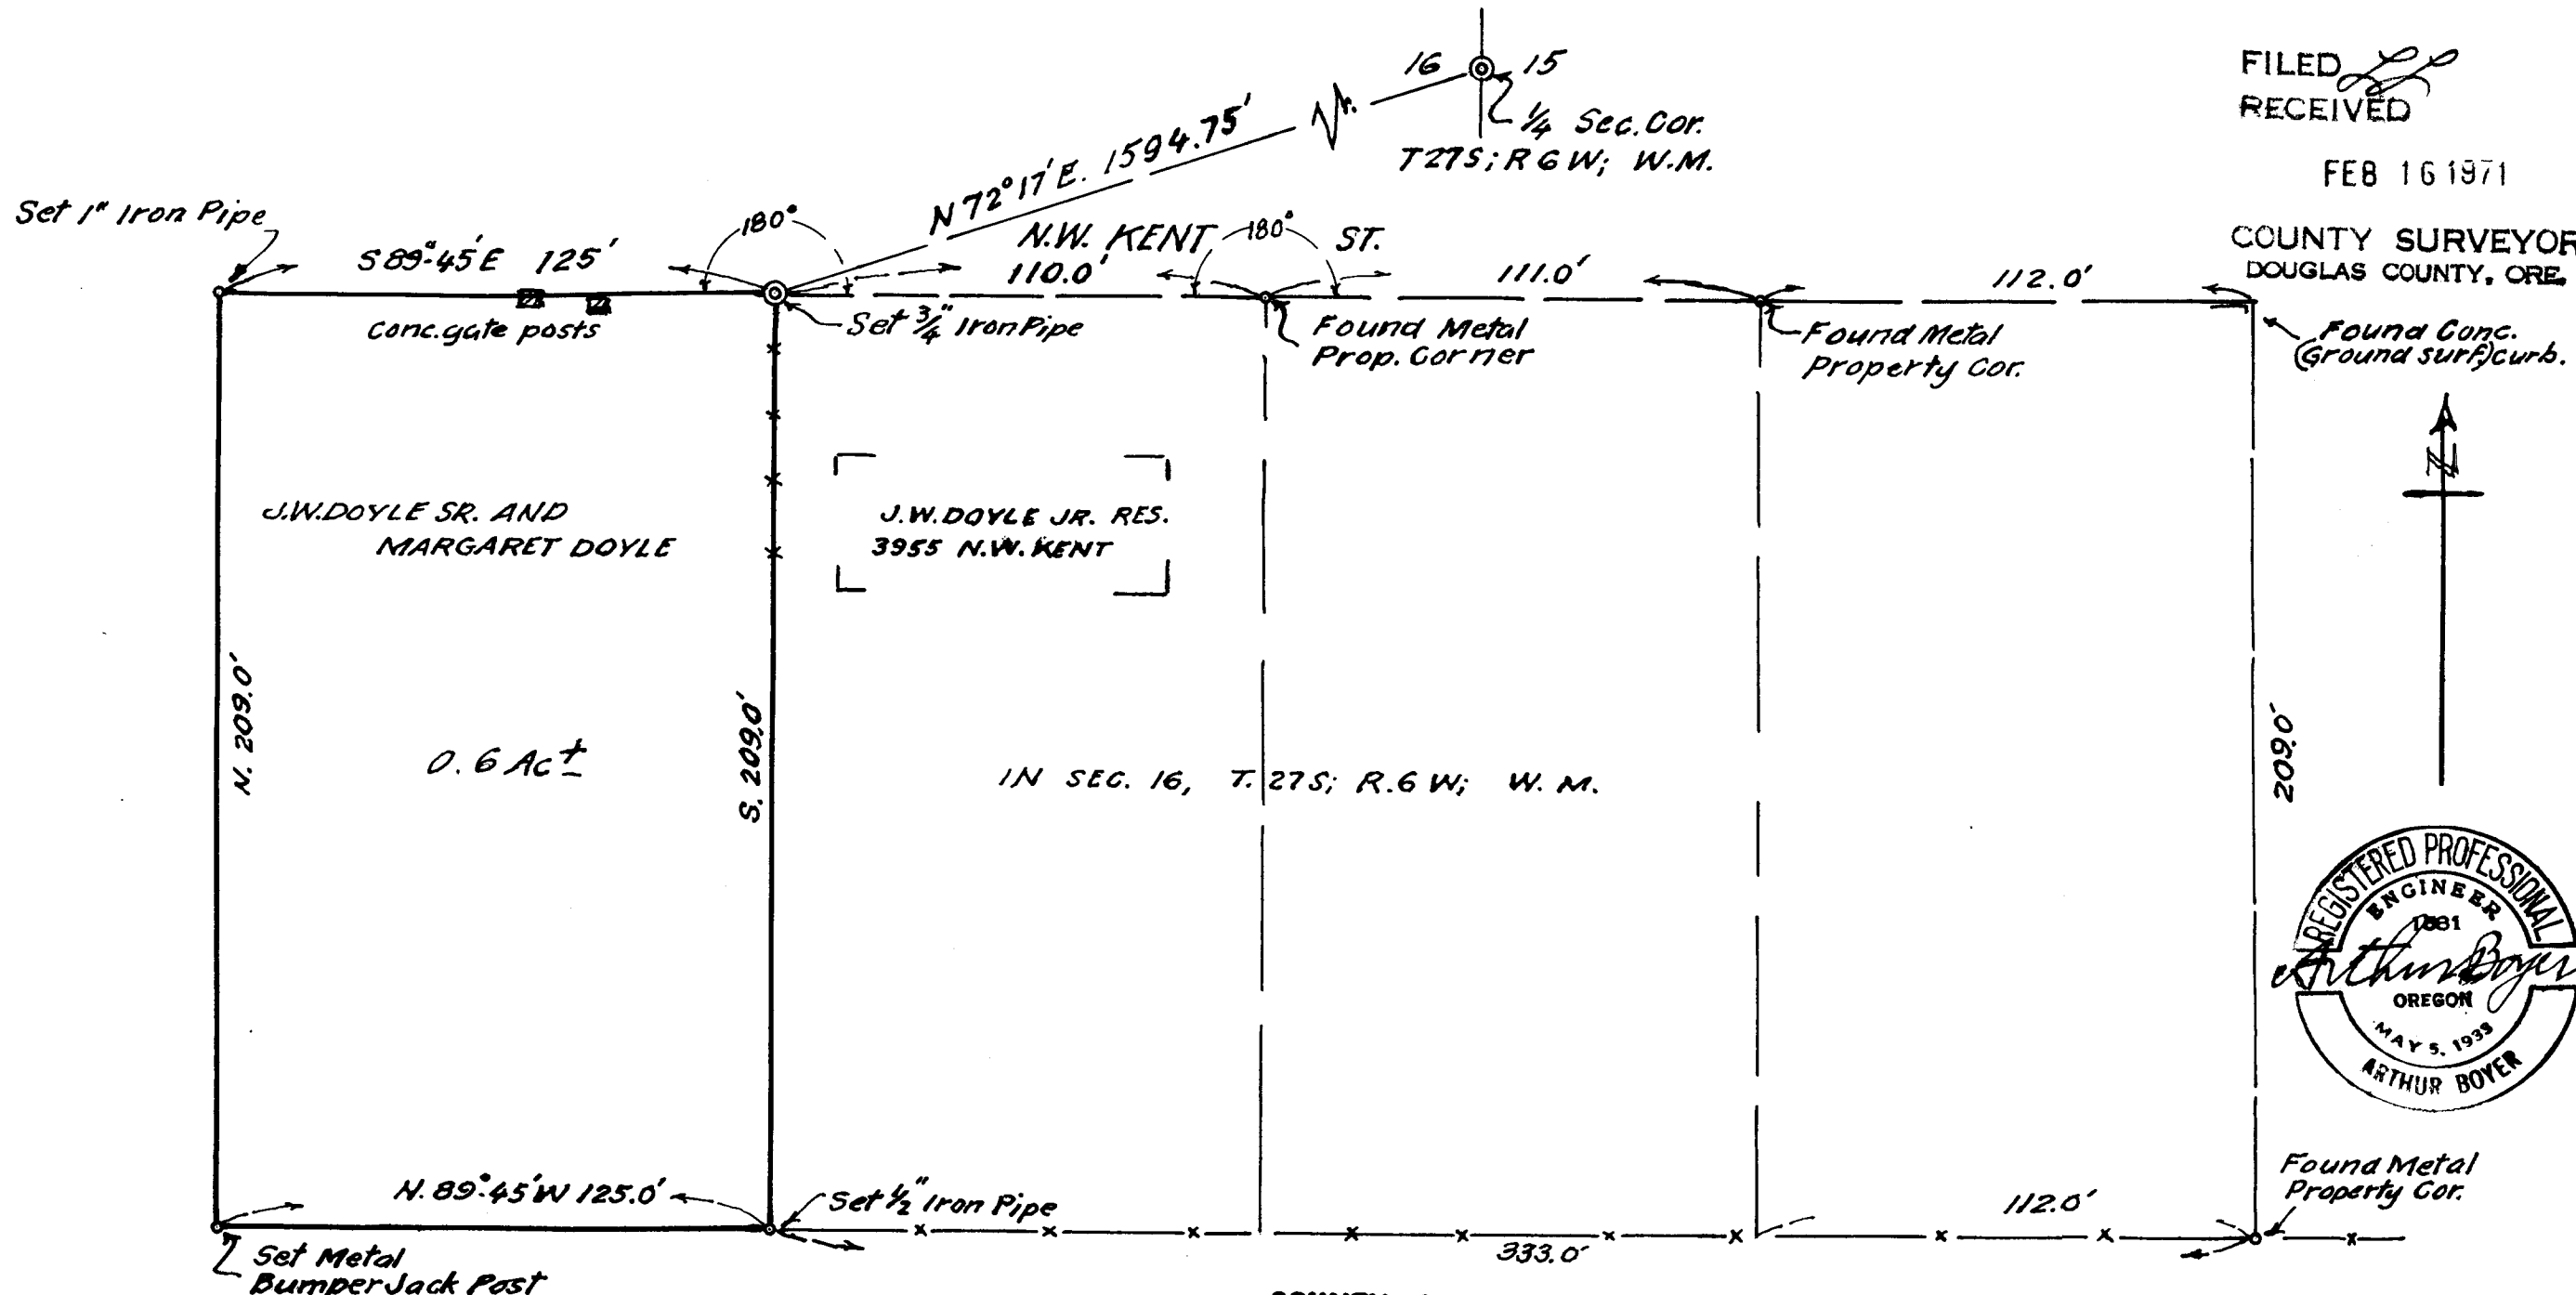 16 15
1/4 Sec. Cor.
T27S; R6W; W.M.
FILED
RECEIVED
FEB 16 1971
COUNTY SURVEYOR
DOUGLAS COUNTY, ORE.
N 72° 17' E. 1594.75'
Set 1" Iron Pipe
S 89° 45' E 125'
180°
N.W. KENT ST.
180°
110.0'
111.0'
112.0'
Conc. gate posts
Set 3/4" Iron Pipe
Found Metal
Prop. Corner
Found Metal
Property Cor.
Found Conc.
(Ground surf) curb.
N
J.W. DOYLE SR. AND
MARGARET DOYLE
J.W. DOYLE JR. RES.
3955 N.W. KENT
N. 209.0'
0.6 Ac ±
S. 209.0'
IN SEC. 16, T. 27S; R. 6 W; W. M.
209.0'
REGISTERED PROFESSIONAL
ENGINEER
Arthur Boyer
OREGON
MAY 5, 1933
ARTHUR BOYER
N. 89° 45' W 125.0'
Set 1/2" Iron Pipe
112.0'
Found Metal
Property Cor.
333.0'
Set Metal
Bumper Jack Post